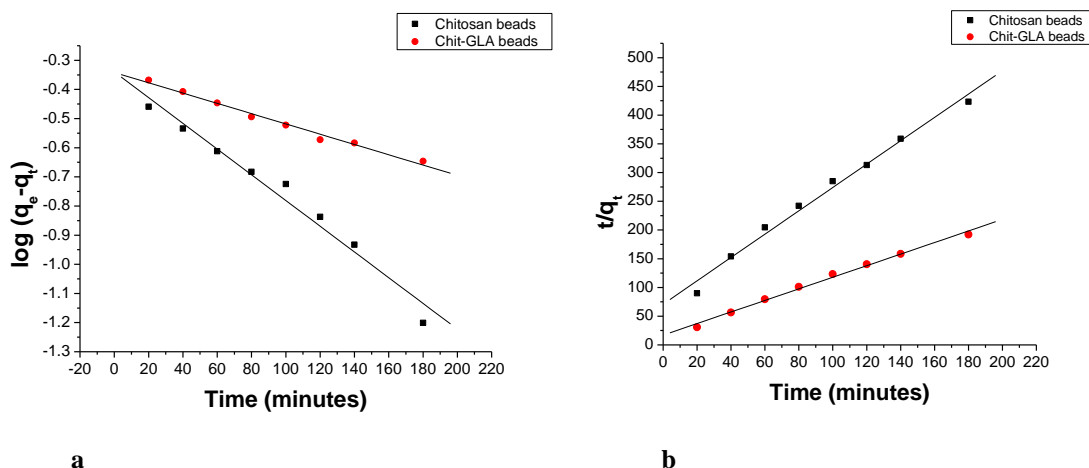 Chitosan beads
Chit-GLA beads
-0.3
-0.4
-0.5
-0.6
-0.7
-0.8
-0.9
-1.0
-1.1
-1.2
-1.3
log (qe-qt)
-20 0 20 40 60 80 100 120 140 160 180 200 220
Time (minutes)
a
Chitosan beads
Chit-GLA beads
500
450
400
350
300
250
200
150
100
50
0
t/qt
0 20 40 60 80 100 120 140 160 180 200 220
Time (minutes)
b